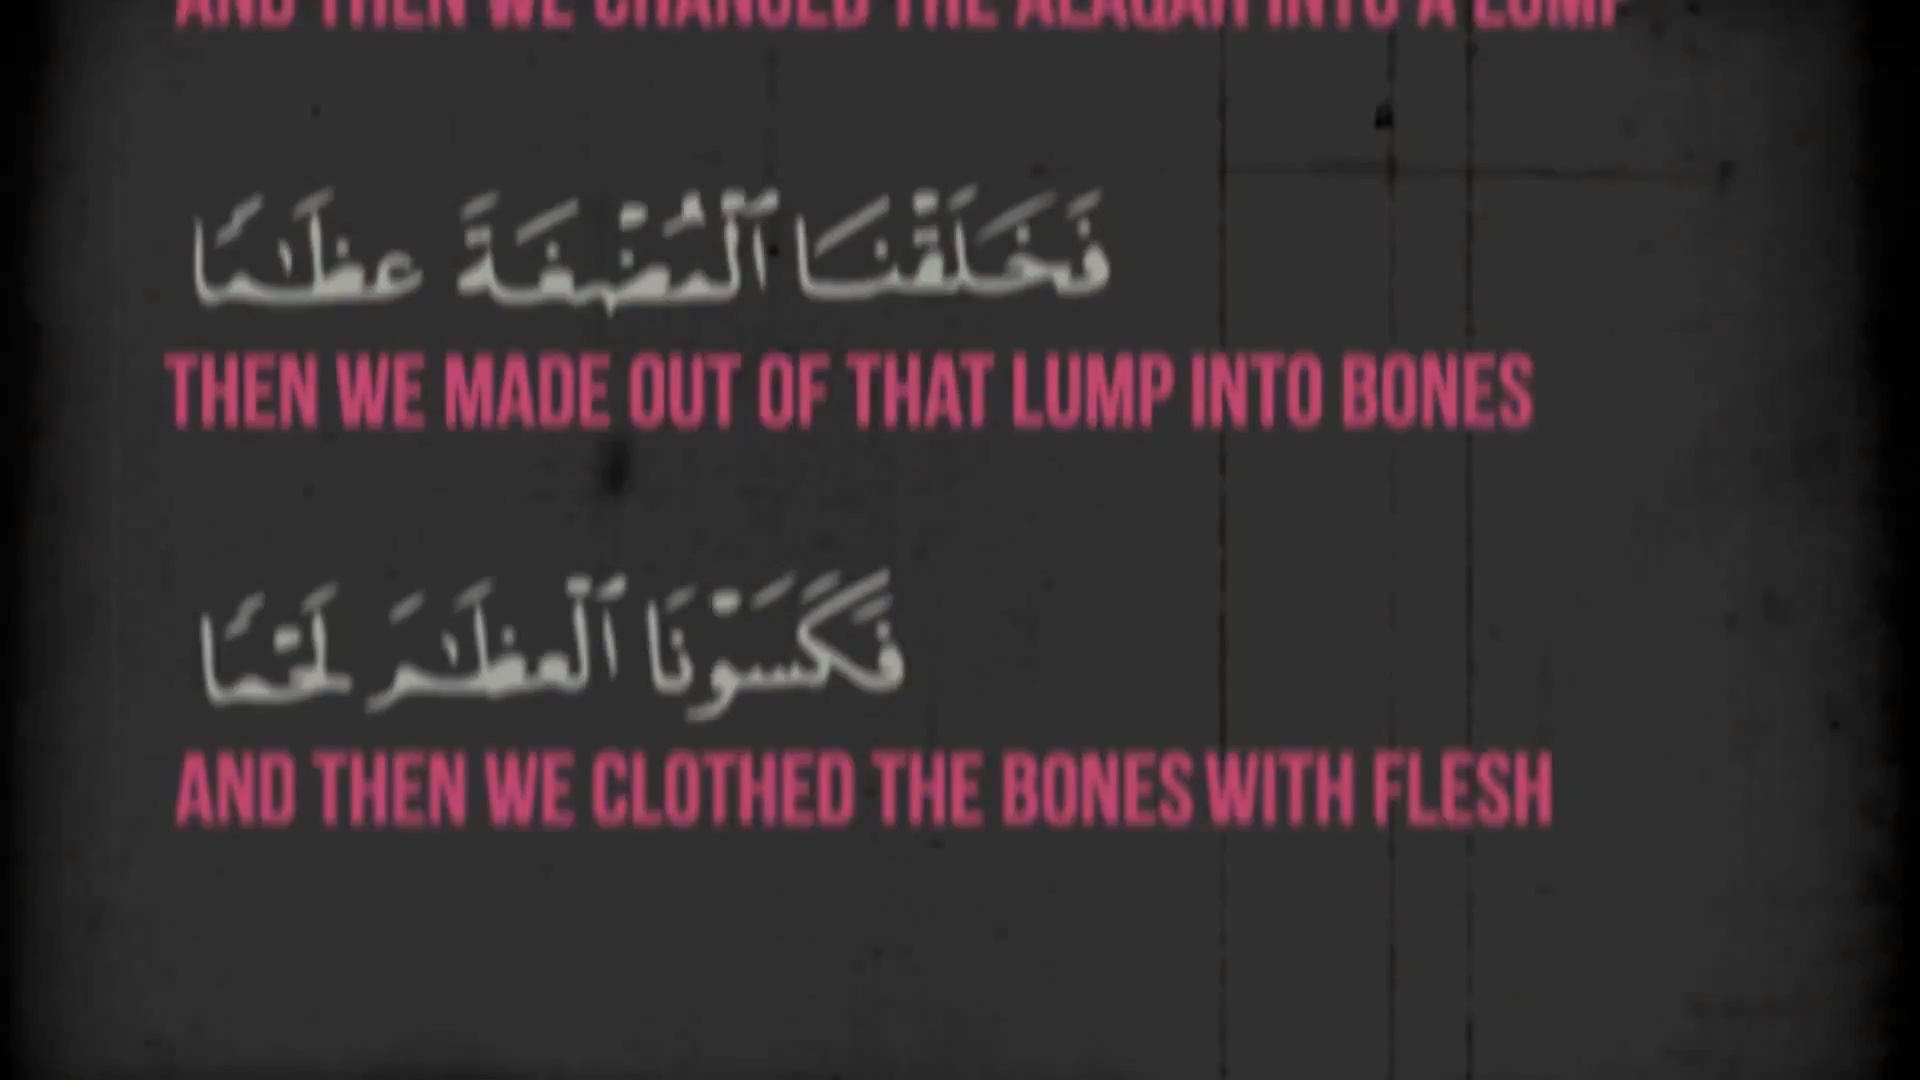 AND THEN WE CHANGED THE ALAQAH INTO A LUMP
فَخَلَقْنَا ٱلْمُضْغَةَ عِظَـٰمًا
THEN WE MADE OUT OF THAT LUMP INTO BONES
فَكَسَوْنَا ٱلْعِظَـٰمَ لَحْمًا
AND THEN WE CLOTHED THE BONES WITH FLESH